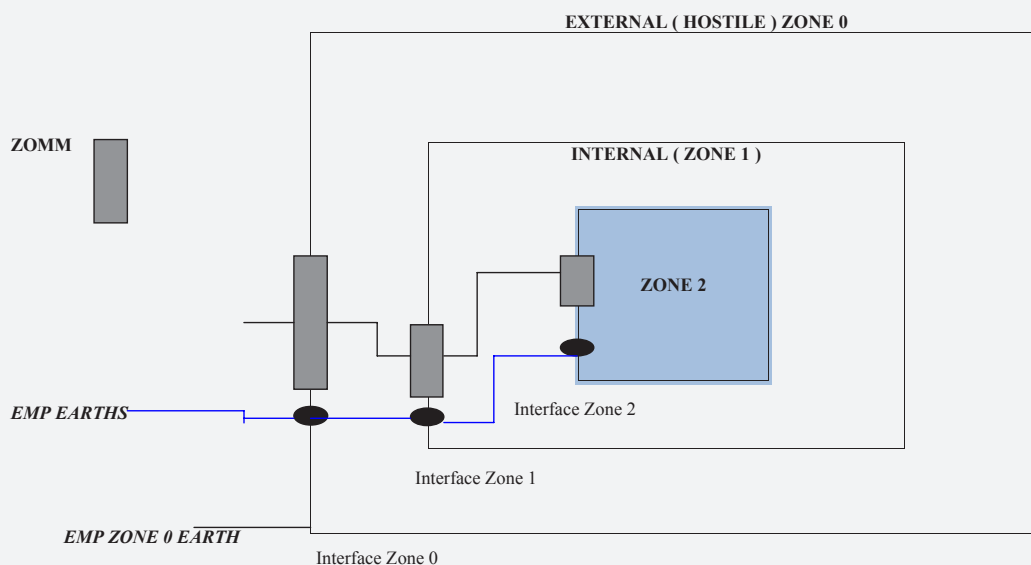 EXTERNAL ( HOSTILE ) ZONE 0
ZOMM
INTERNAL ( ZONE 1 )
ZONE 2
EMP EARTHS
Interface Zone 2
Interface Zone 1
EMP ZONE 0 EARTH
Interface Zone 0